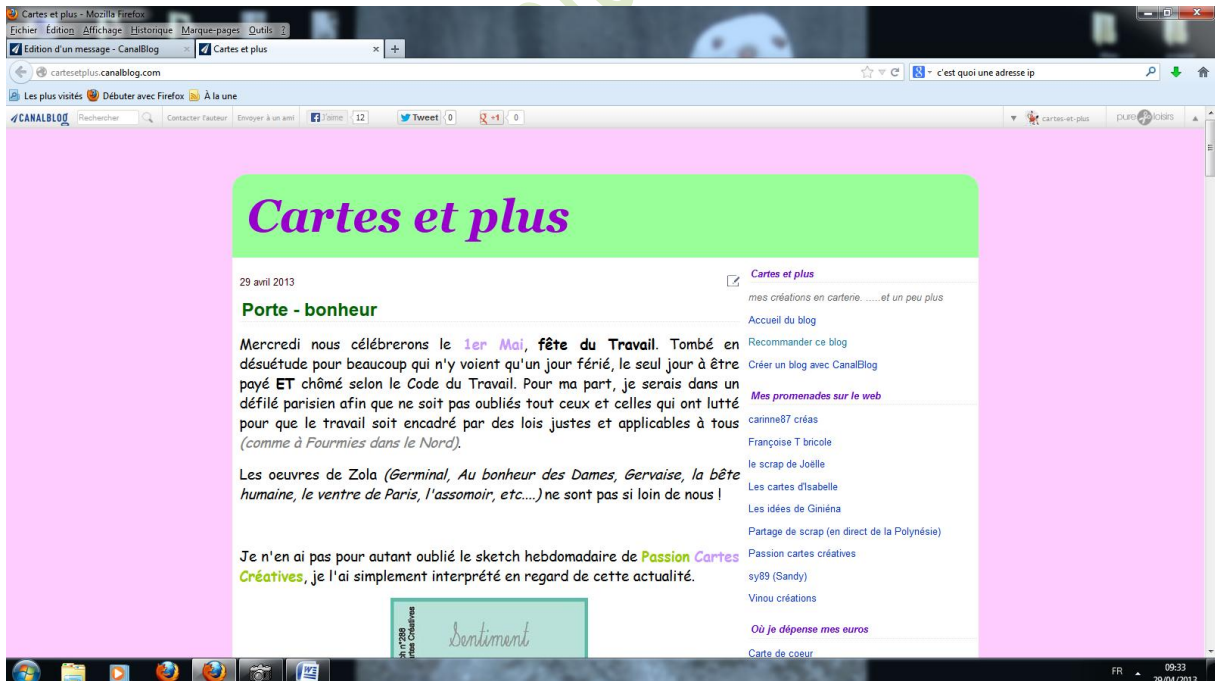 Cartes et plus - Mozilla Firefox
Fichier Édition Affichage Historique Marque-pages Outils ?
Edition d'un message - CanalBlog
Cartes et plus
cartesetplus.canalblog.com
c'est quoi une adresse ip
Les plus visités Débuter avec Firefox À la une
CANALBLOG Rechercher Contacter l'auteur Envoyer à un ami J'aime 12 Tweet 0 +1 0 cartes-et-plus pure loisirs
Cartes et plus
29 avril 2013
Porte - bonheur
Mercredi nous célébrerons le 1er Mai, fête du Travail. Tombé en
désuétude pour beaucoup qui n'y voient qu'un jour férié, le seul jour à être
payé ET chômé selon le Code du Travail. Pour ma part, je serais dans un
défilé parisien afin que ne soit pas oubliés tout ceux et celles qui ont lutté
pour que le travail soit encadré par des lois justes et applicables à tous
(comme à Fourmies dans le Nord).
Les oeuvres de Zola (Germinal, Au bonheur des Dames, Gervaise, la bête
humaine, le ventre de Paris, l'assomoir, etc....) ne sont pas si loin de nous !
Je n'en ai pas pour autant oublié le sketch hebdomadaire de Passion Cartes
Créatives, je l'ai simplement interprété en regard de cette actualité.
Sentiment
ch n°288
Cartes Créatives
Cartes et plus
mes créations en carterie. .....et un peu plus
Accueil du blog
Recommander ce blog
Créer un blog avec CanalBlog
Mes promenades sur le web
carinne87 créas
Françoise T bricole
le scrap de Joëlle
Les cartes d'Isabelle
Les idées de Giniéna
Partage de scrap (en direct de la Polynésie)
Passion cartes créatives
sy89 (Sandy)
Vinou créations
Où je dépense mes euros
Carte de coeur
FR
09:33
29/04/2013